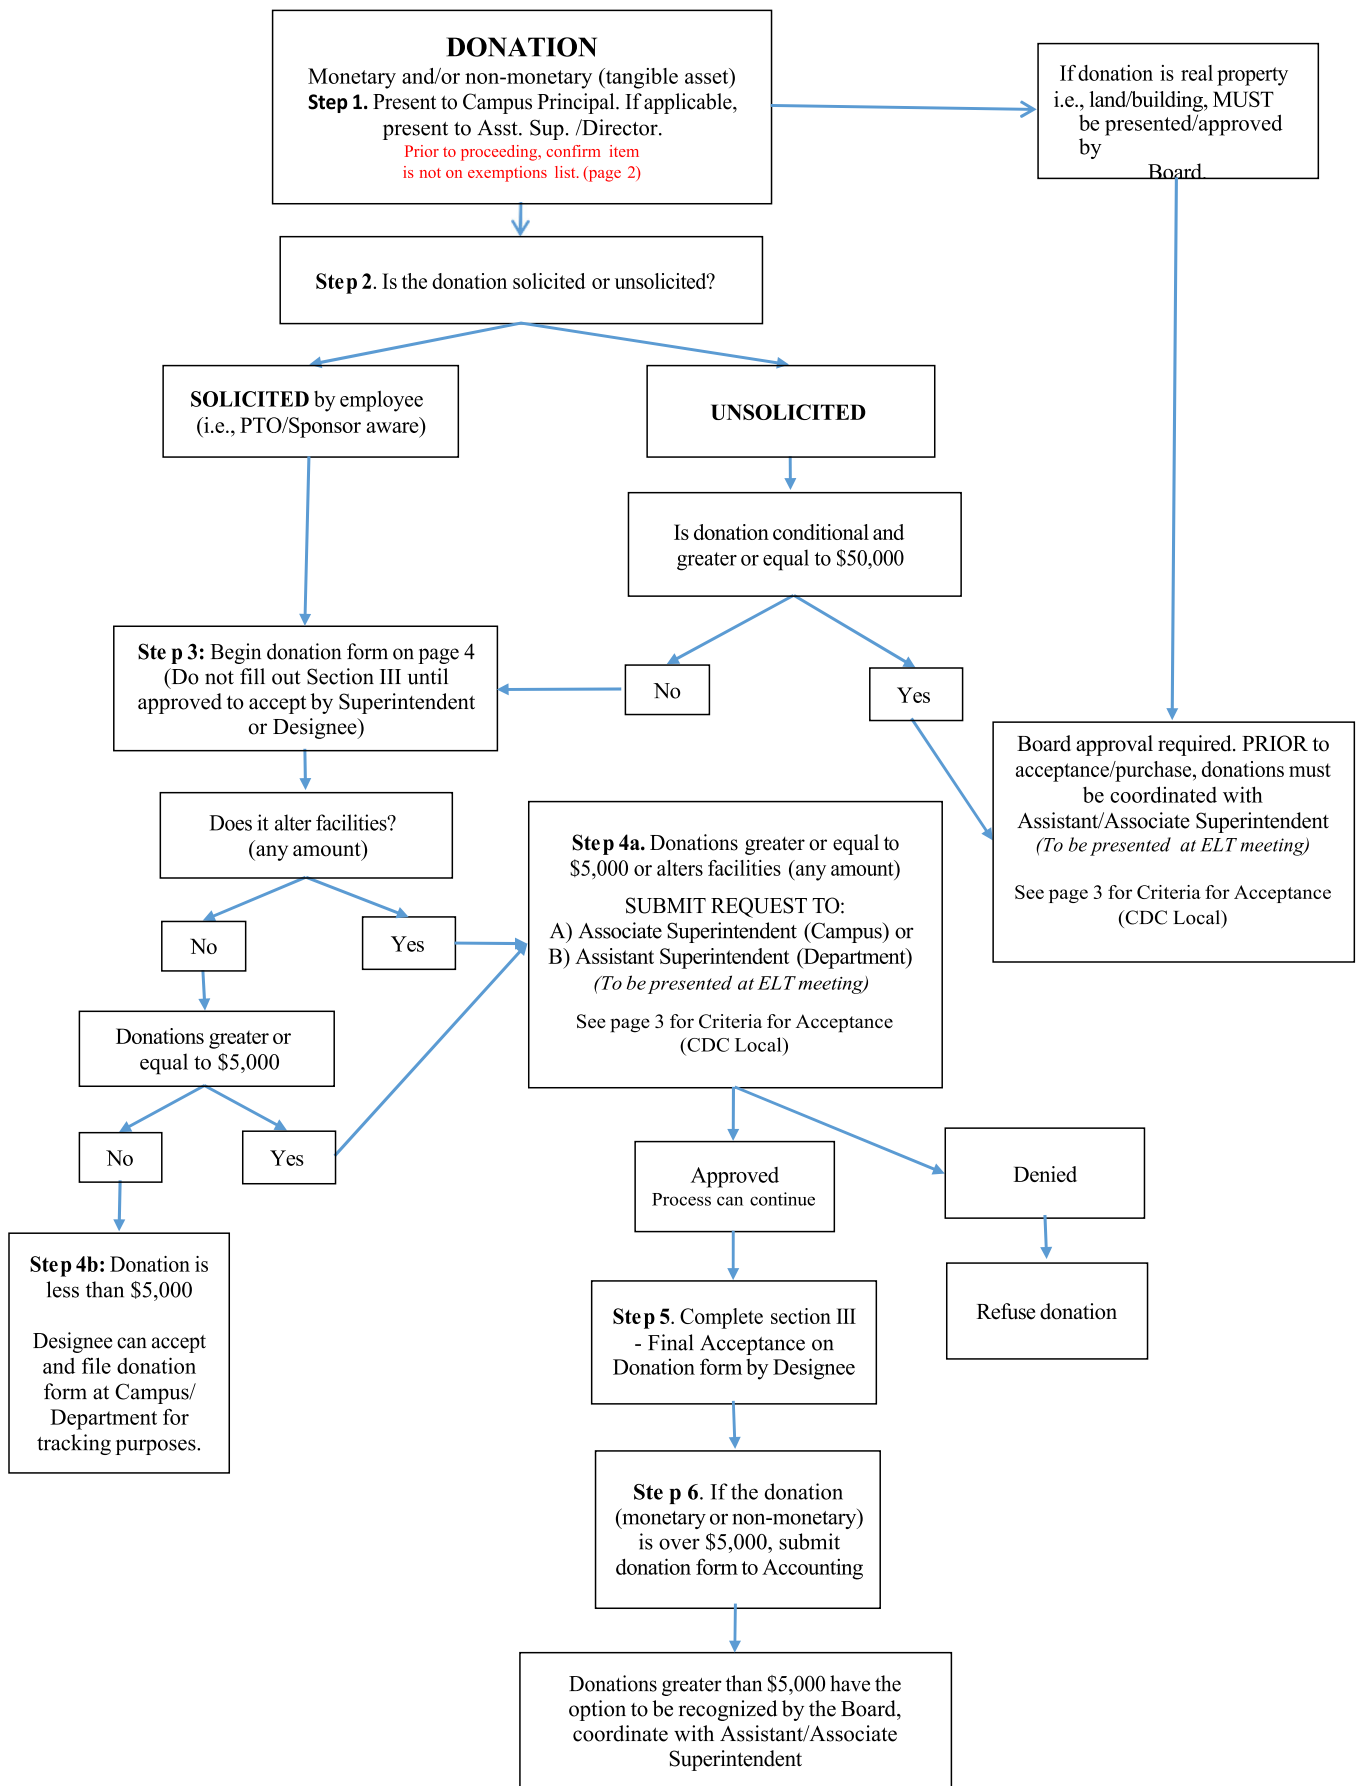 DONATION
Monetary and/or non-monetary (tangible asset)
Step 1. Present to Campus Principal. If applicable,
present to Asst. Sup. /Director.
Prior to proceeding, confirm item
is not on exemptions list. (page 2)
If donation is real property
i.e., land/building, MUST
be presented/approved
by
Board.
Step 2. Is the donation solicited or unsolicited?
SOLICITED by employee
(i.e., PTO/Sponsor aware)
UNSOLICITED
Is donation conditional and
greater or equal to $50,000
Step 3: Begin donation form on page 4
(Do not fill out Section III until
approved to accept by Superintendent
or Designee)
No
Yes
Board approval required. PRIOR to
acceptance/purchase, donations must
be coordinated with
Assistant/Associate Superintendent
(To be presented at ELT meeting)
See page 3 for Criteria for Acceptance
(CDC Local)
Does it alter facilities?
(any amount)
No
Yes
Step 4a. Donations greater or equal to
$5,000 or alters facilities (any amount)
SUBMIT REQUEST TO:
A) Associate Superintendent (Campus) or
B) Assistant Superintendent (Department)
(To be presented at ELT meeting)
See page 3 for Criteria for Acceptance
(CDC Local)
Donations greater or
equal to $5,000
No
Yes
Approved
Process can continue
Denied
Step 4b: Donation is
less than $5,000
Designee can accept
and file donation
form at Campus/
Department for
tracking purposes.
Step 5. Complete section III
- Final Acceptance on
Donation form by Designee
Refuse donation
Step 6. If the donation
(monetary or non-monetary)
is over $5,000, submit
donation form to Accounting
Donations greater than $5,000 have the
option to be recognized by the Board,
coordinate with Assistant/Associate
Superintendent